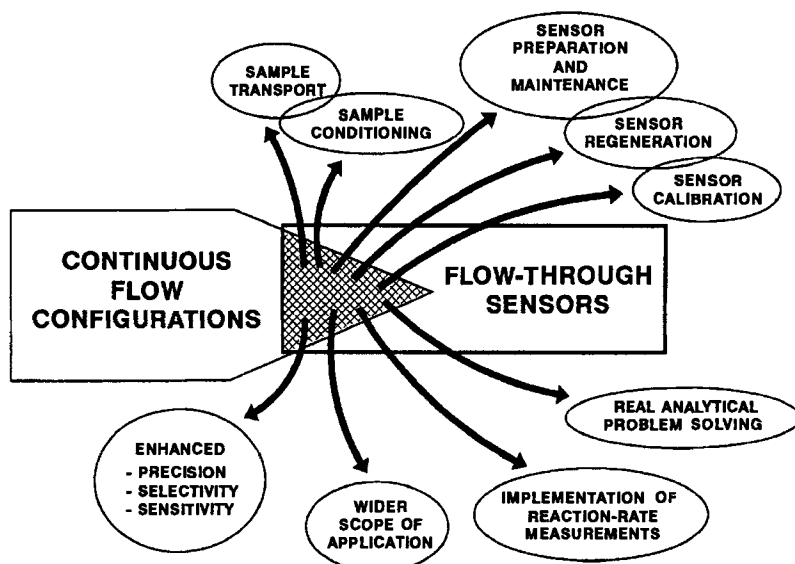 SENSOR
PREPARATION
AND
MAINTENANCE
SAMPLE
TRANSPORT
SAMPLE
CONDITIONING
SENSOR
REGENERATION
SENSOR
CALIBRATION
CONTINUOUS
FLOW
CONFIGURATIONS
FLOW-THROUGH
SENSORS
REAL ANALYTICAL
PROBLEM SOLVING
ENHANCED
- PRECISION
- SELECTIVITY
- SENSITIVITY
WIDER
SCOPE OF
APPLICATION
IMPLEMENTATION OF
REACTION-RATE
MEASUREMENTS